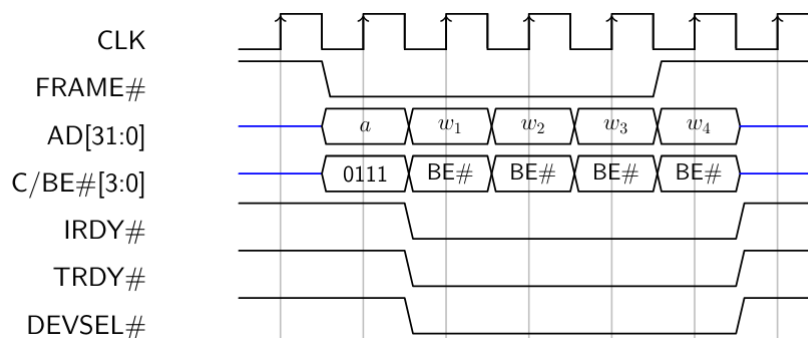 CLK
FRAME#
AD[31:0] a w₁ w₂ w₃ w₄
C/BE#[3:0] 0111 BE# BE# BE# BE#
IRDY#
TRDY#
DEVSEL#